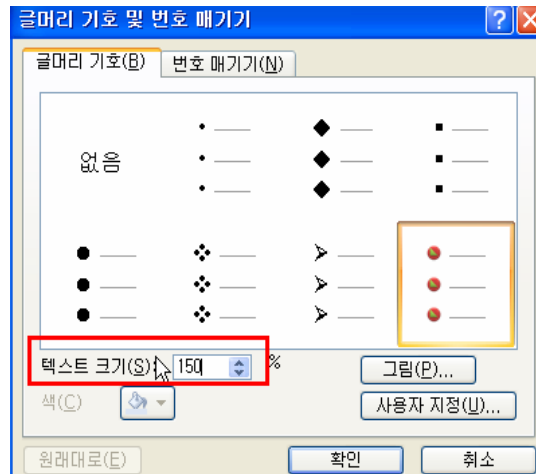 글머리 기호 및 번호 매기기
글머리 기호(B) 번호 매기기(N)
없음
텍스트 크기(S): 150 % 그림(P)...
색(C) 사용자 지정(U)...
원래대로(E) 확인 취소